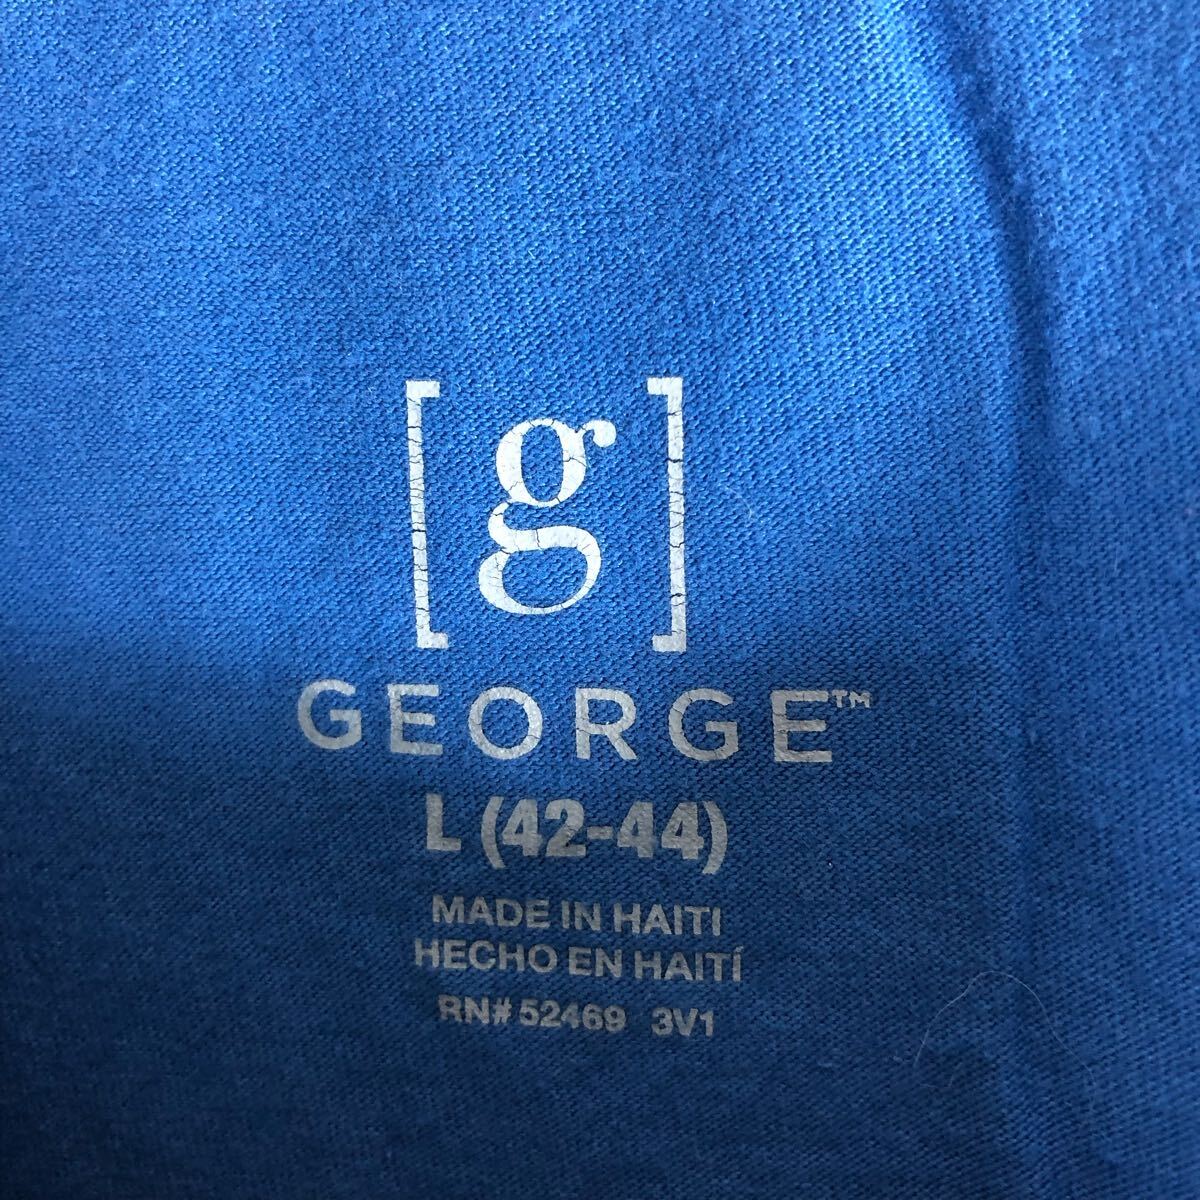 [g]
GEORGE™
L (42-44)
MADE IN HAITI
HECHO EN HAITÍ
RN# 52469 3V1